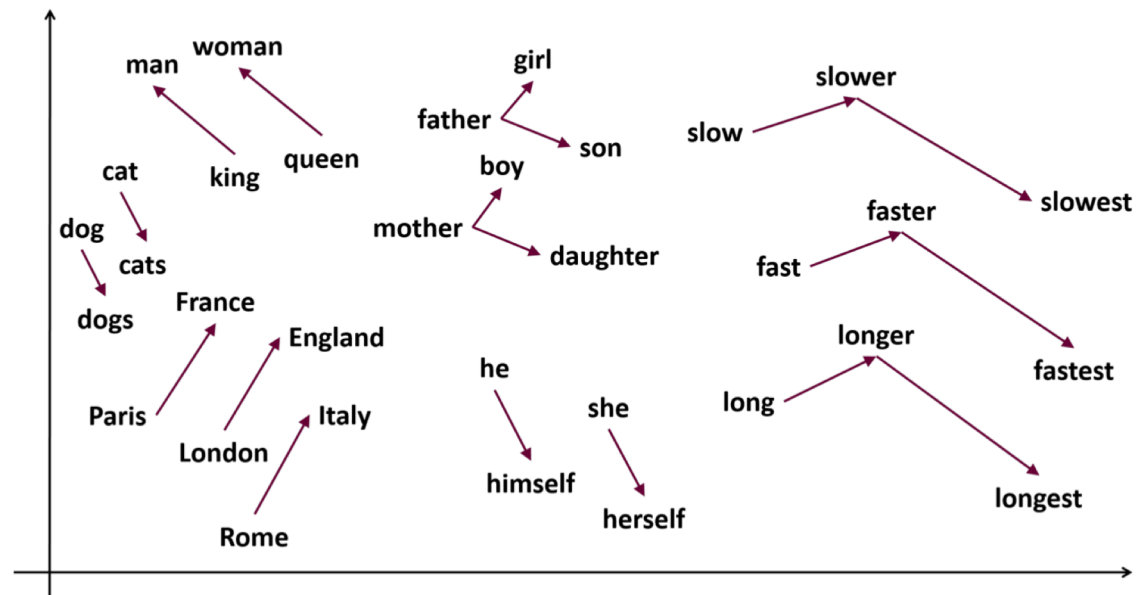 man
woman
king
queen
cat
cats
dog
dogs
France
England
Italy
Paris
London
Rome
father
girl
son
mother
boy
daughter
he
himself
she
herself
slow
slower
slowest
fast
faster
fastest
long
longer
longest